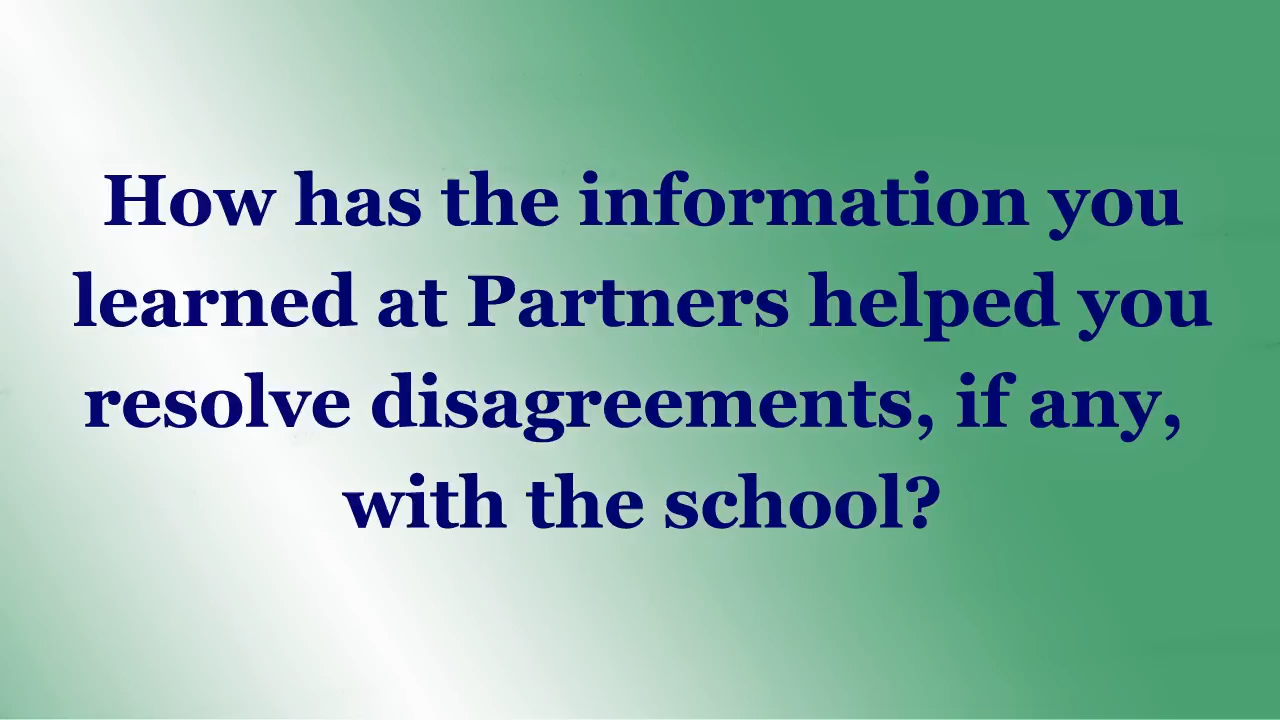 How has the information you
learned at Partners helped you
resolve disagreements, if any,
with the school?